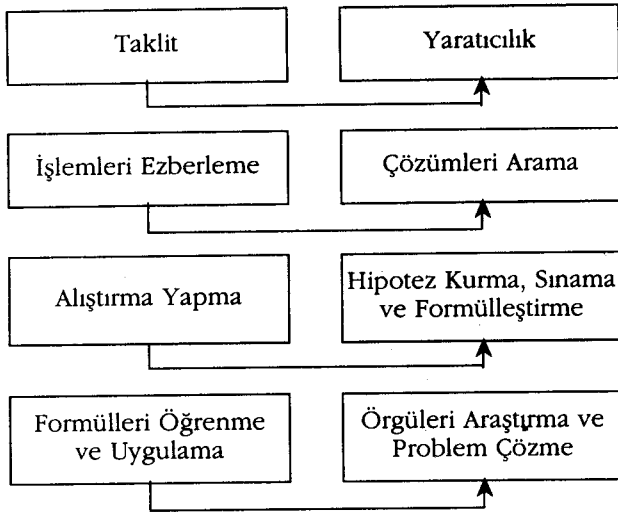 Taklit
Yaratıcılık
İşlemleri Ezberleme
Çözümleri Arama
Alıştırma Yapma
Hipotez Kurma, Sınama
ve Formülleştirme
Formülleri Öğrenme
ve Uygulama
Örgüleri Araştırma ve
Problem Çözme